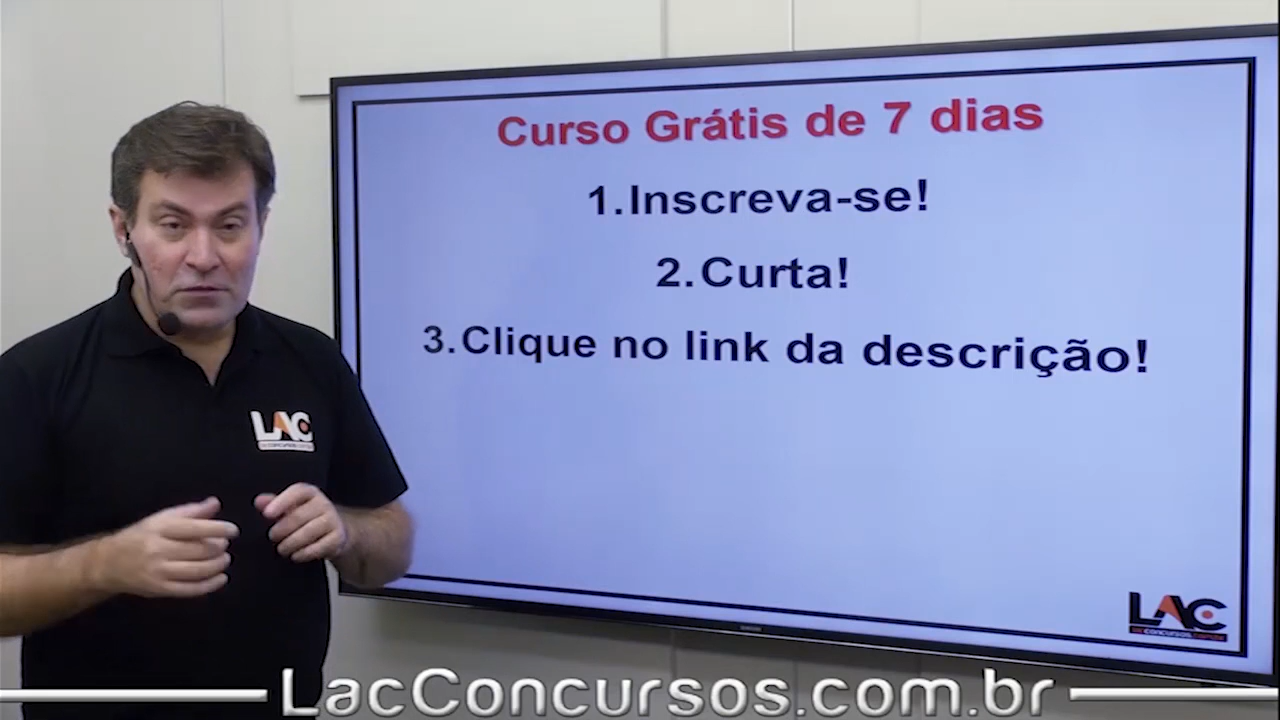 Curso Grátis de 7 dias
1.Inscreva-se!
2.Curta!
3.Clique no link da descrição!
LAC
LAC
LacConcursos.com.br